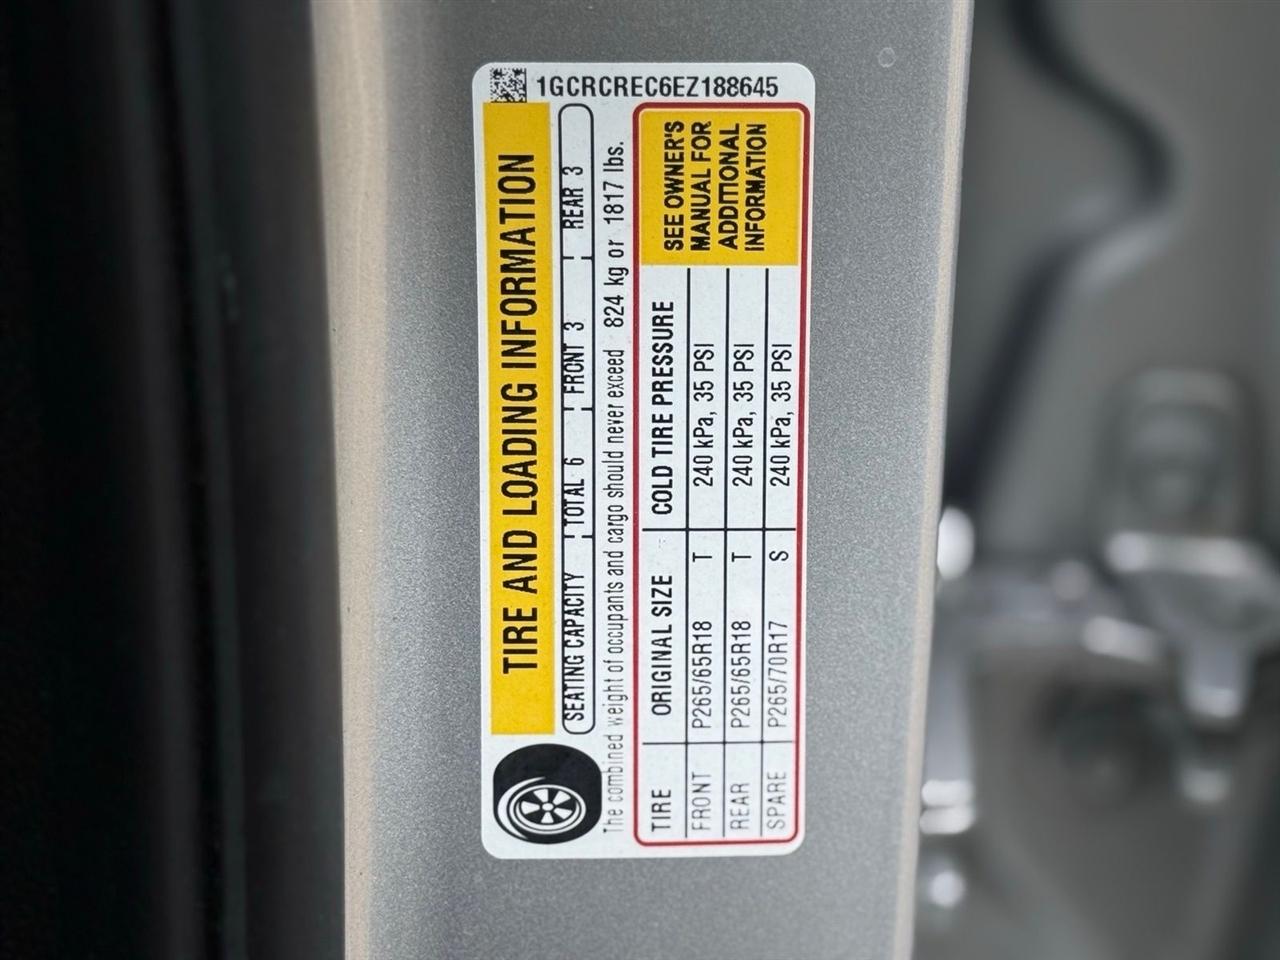 1GCRCREC6EZ188645
TIRE AND LOADING INFORMATION
SEATING CAPACITY TOTAL 6 FRONT 3 REAR 3
The combined weight of occupants and cargo should never exceed 824 kg or 1817 lbs.
TIRE ORIGINAL SIZE COLD TIRE PRESSURE
FRONT P265/65R18 T 240 kPa, 35 PSI
REAR P265/65R18 T 240 kPa, 35 PSI
SPARE P265/70R17 S 240 kPa, 35 PSI
SEE OWNER'S
MANUAL FOR
ADDITIONAL
INFORMATION